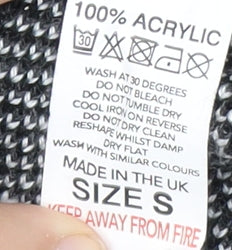 100% ACRYLIC
30
WASH AT 30 DEGREES
DO NOT BLEACH
DO NOT TUMBLE DRY
COOL IRON ON REVERSE
DO NOT DRY CLEAN
RESHAPE WHILST DAMP
DRY FLAT
WASH WITH SIMILAR COLOURS
MADE IN THE UK
SIZE S
KEEP AWAY FROM FIRE